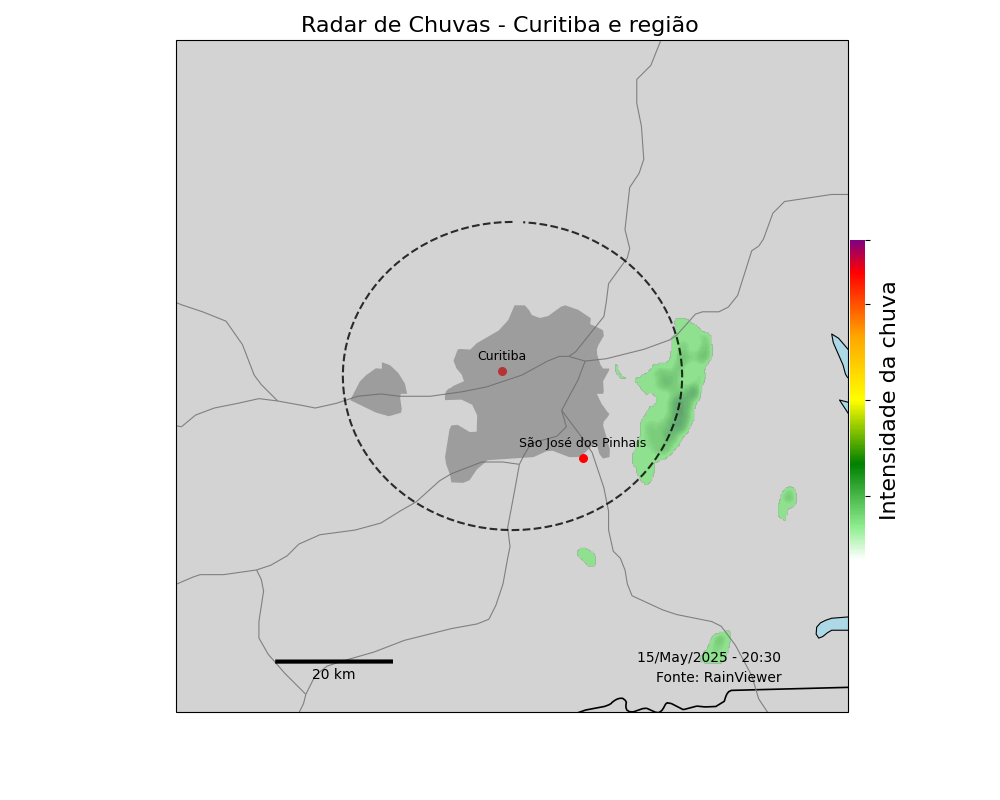 Radar de Chuvas - Curitiba e região
Curitiba
São José dos Pinhais
Intensidade da chuva
15/May/2025 - 20:30
20 km
Fonte: RainViewer